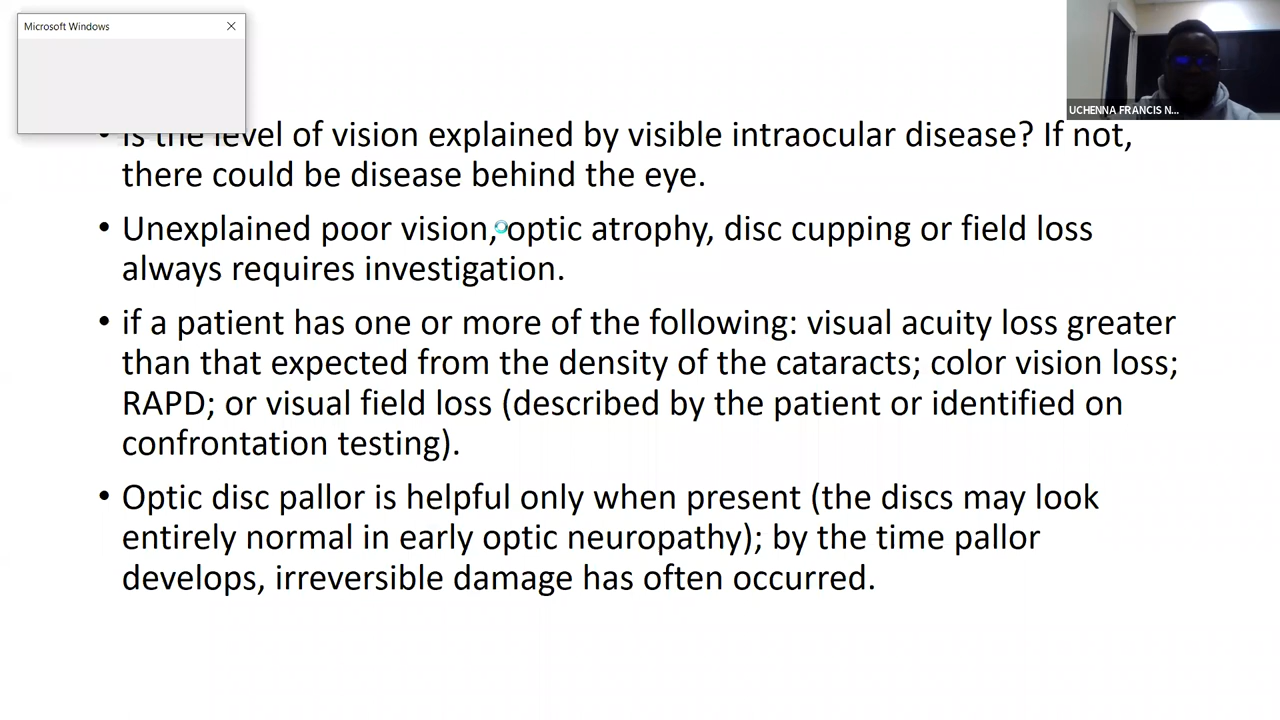 Microsoft Windows
UCHENNA FRANCIS N...
• Is the level of vision explained by visible intraocular disease? If not,
there could be disease behind the eye.
• Unexplained poor vision, optic atrophy, disc cupping or field loss
always requires investigation.
• if a patient has one or more of the following: visual acuity loss greater
than that expected from the density of the cataracts; color vision loss;
RAPD; or visual field loss (described by the patient or identified on
confrontation testing).
• Optic disc pallor is helpful only when present (the discs may look
entirely normal in early optic neuropathy); by the time pallor
develops, irreversible damage has often occurred.